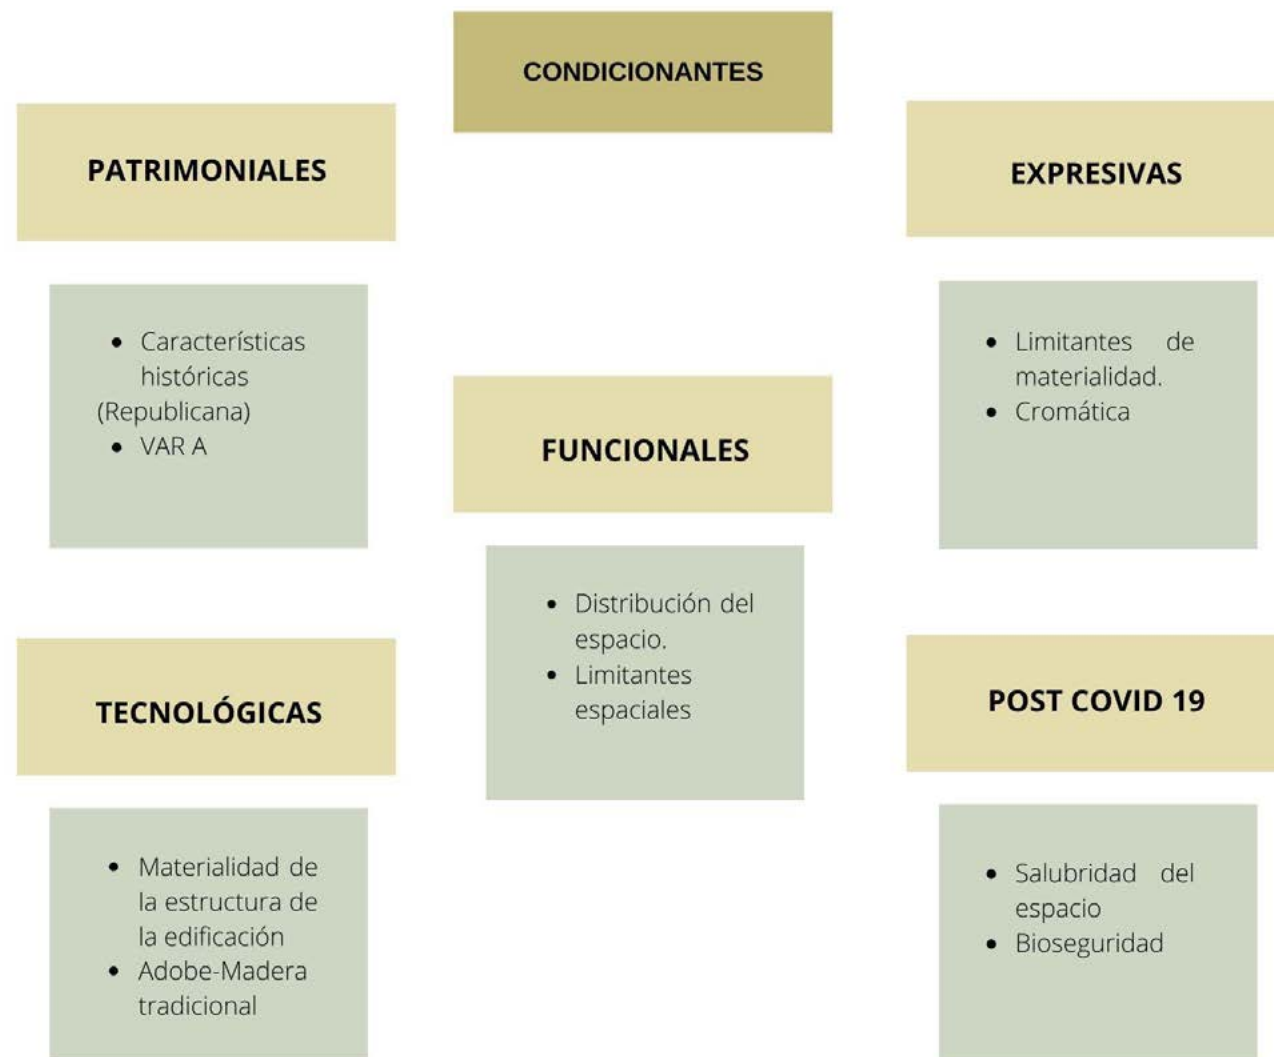 CONDICIONANTES
PATRIMONIALES
• Características
históricas
(Republicana)
• VAR A
EXPRESIVAS
• Limitantes de
materialidad.
• Cromática
FUNCIONALES
• Distribución del
espacio.
• Limitantes
espaciales
TECNOLÓGICAS
• Materialidad de
la estructura de
la edificación
• Adobe-Madera
tradicional
POST COVID 19
• Salubridad del
espacio
• Bioseguridad